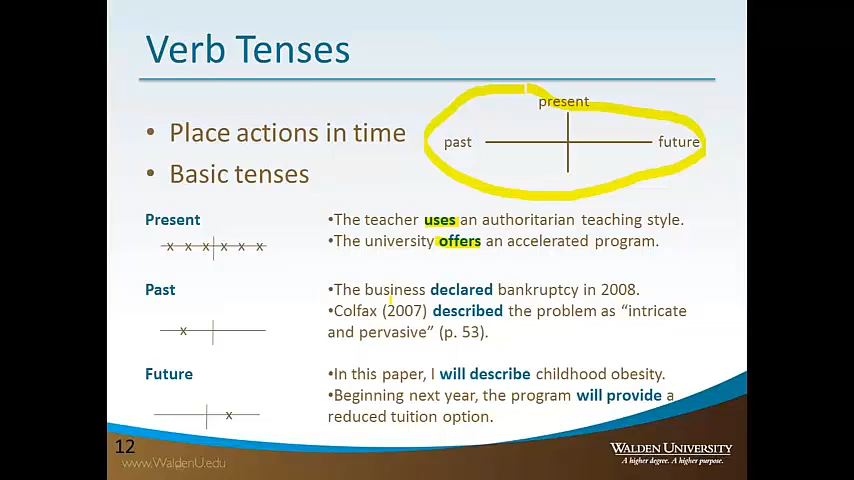 Verb Tenses
• Place actions in time
• Basic tenses
present
past
future
Present
x x x x x x
•The teacher uses an authoritarian teaching style.
•The university offers an accelerated program.
Past
x
•The business declared bankruptcy in 2008.
•Colfax (2007) described the problem as “intricate
and pervasive” (p. 53).
Future
x
•In this paper, I will describe childhood obesity.
•Beginning next year, the program will provide a
reduced tuition option.
12
www.WaldenU.edu
WALDEN UNIVERSITY
A higher degree. A higher purpose.